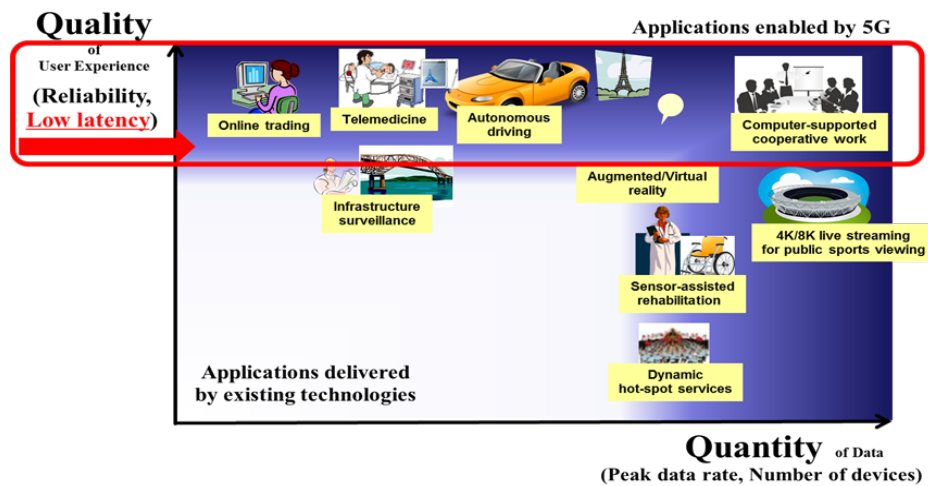 Quality
of
User Experience
(Reliability,
Low latency)
Applications enabled by 5G
Online trading
Telemedicine
Autonomous
driving
Computer-supported
cooperative work
Infrastructure
surveillance
Augmented/Virtual
reality
4K/8K live streaming
for public sports viewing
Sensor-assisted
rehabilitation
Dynamic
hot-spot services
Applications delivered
by existing technologies
Quantity of Data
(Peak data rate, Number of devices)